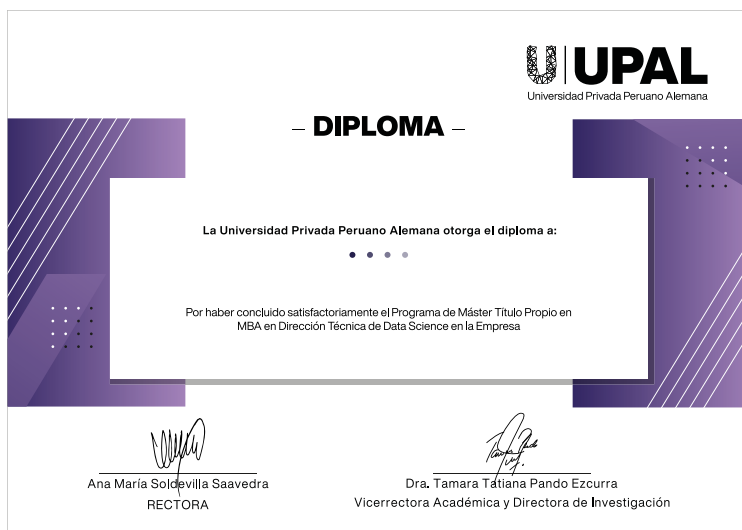 UPAL
Universidad Privada Peruano Alemana
– DIPLOMA –
La Universidad Privada Peruano Alemana otorga el diploma a:
Por haber concluido satisfactoriamente el Programa de Máster Título Propio en
MBA en Dirección Técnica de Data Science en la Empresa
Ana María Soldevilla Saavedra
RECTORA
Dra. Tamara Tatiana Pando Ezcurra
Vicerrectora Académica y Directora de Investigación